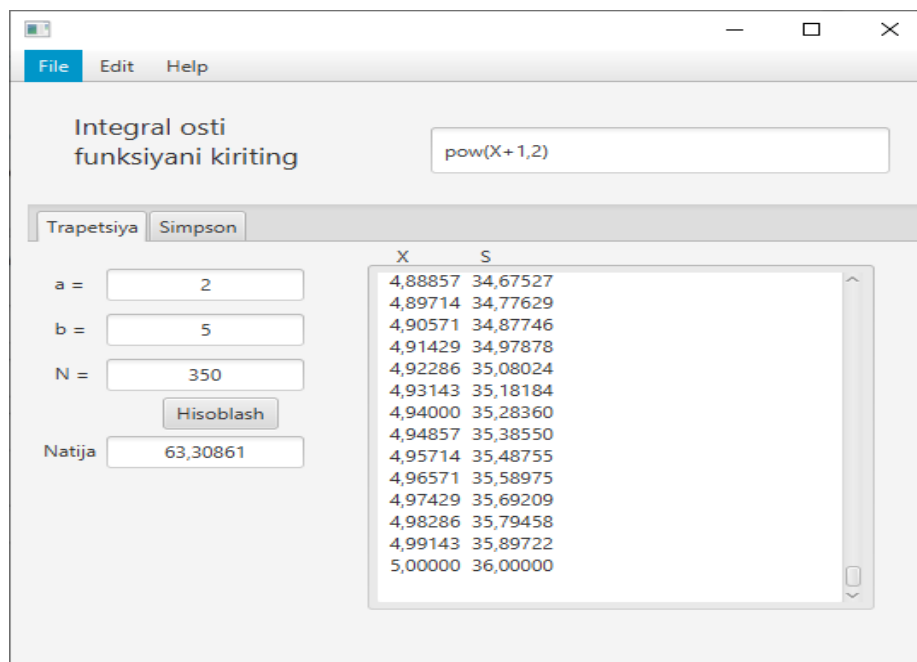 File Edit Help
Integral osti
funksiyani kiriting
pow(X+1,2)
Trapetsiya Simpson
X S
a = 2
b = 5
N = 350
Hisoblash
Natija 63,30861
4,88857 34,67527
4,89714 34,77629
4,90571 34,87746
4,91429 34,97878
4,92286 35,08024
4,93143 35,18184
4,94000 35,28360
4,94857 35,38550
4,95714 35,48755
4,96571 35,58975
4,97429 35,69209
4,98286 35,79458
4,99143 35,89722
5,00000 36,00000